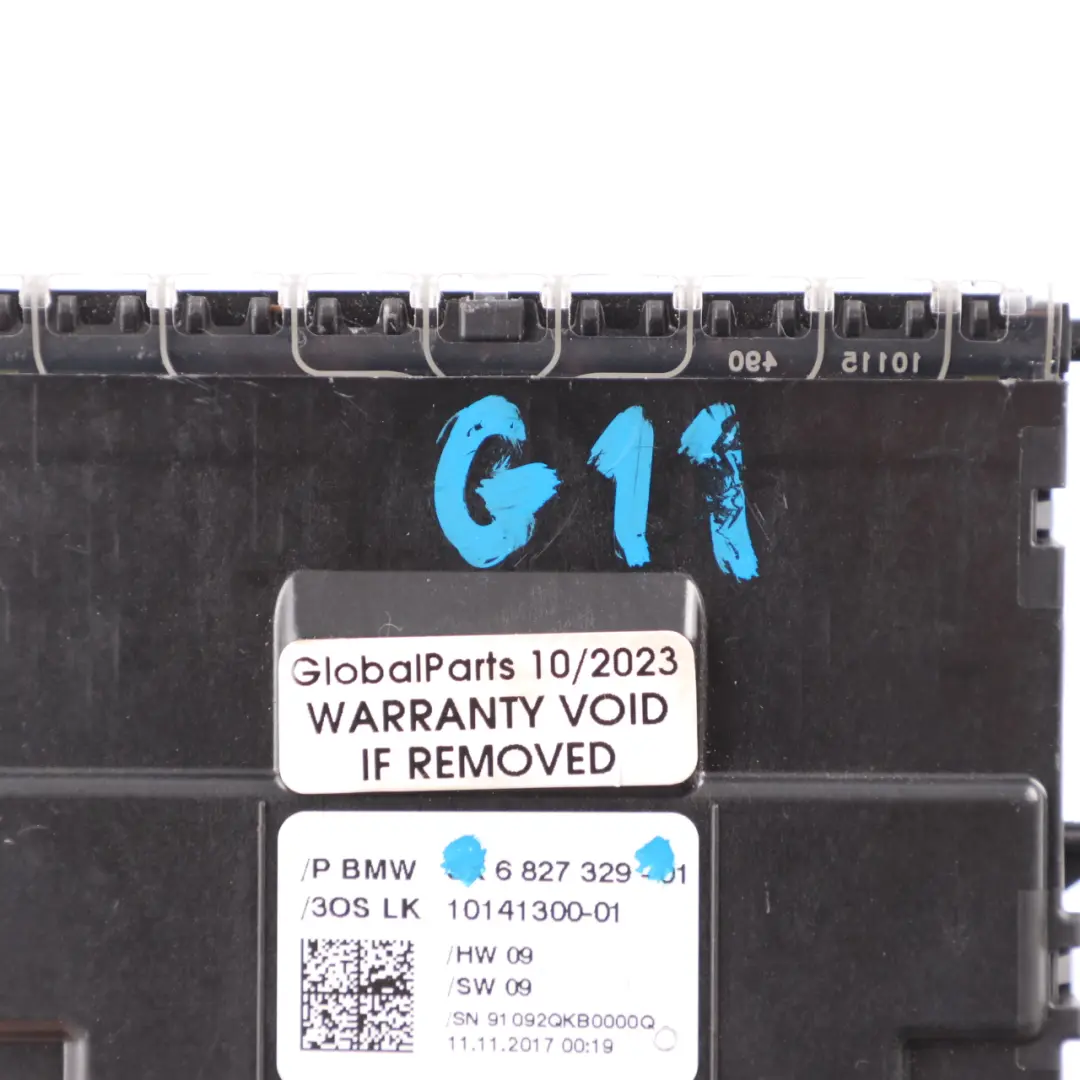 490 10115
G11
GlobalParts 10/2023
WARRANTY VOID
IF REMOVED
/P BMW 6 827 329 - 01
/3OS LK 10141300-01
/HW 09
/SW 09
/SN 91092QKB0000Q
11.11.2017 00:19